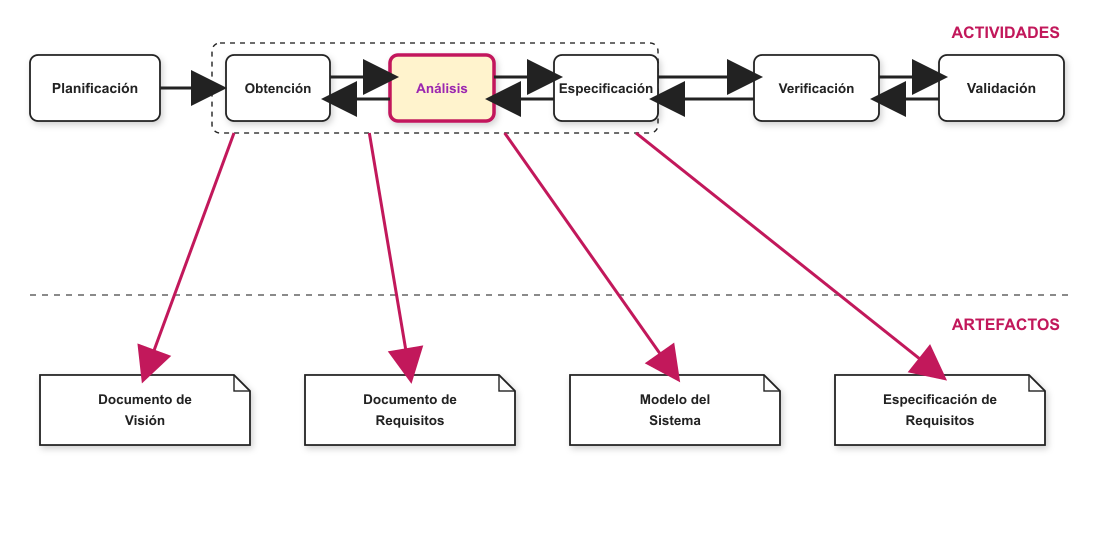 ACTIVIDADES
Planificación
Obtención
Análisis
Especificación
Verificación
Validación
ARTEFACTOS
Documento de
Visión
Documento de
Requisitos
Modelo del
Sistema
Especificación de
Requisitos